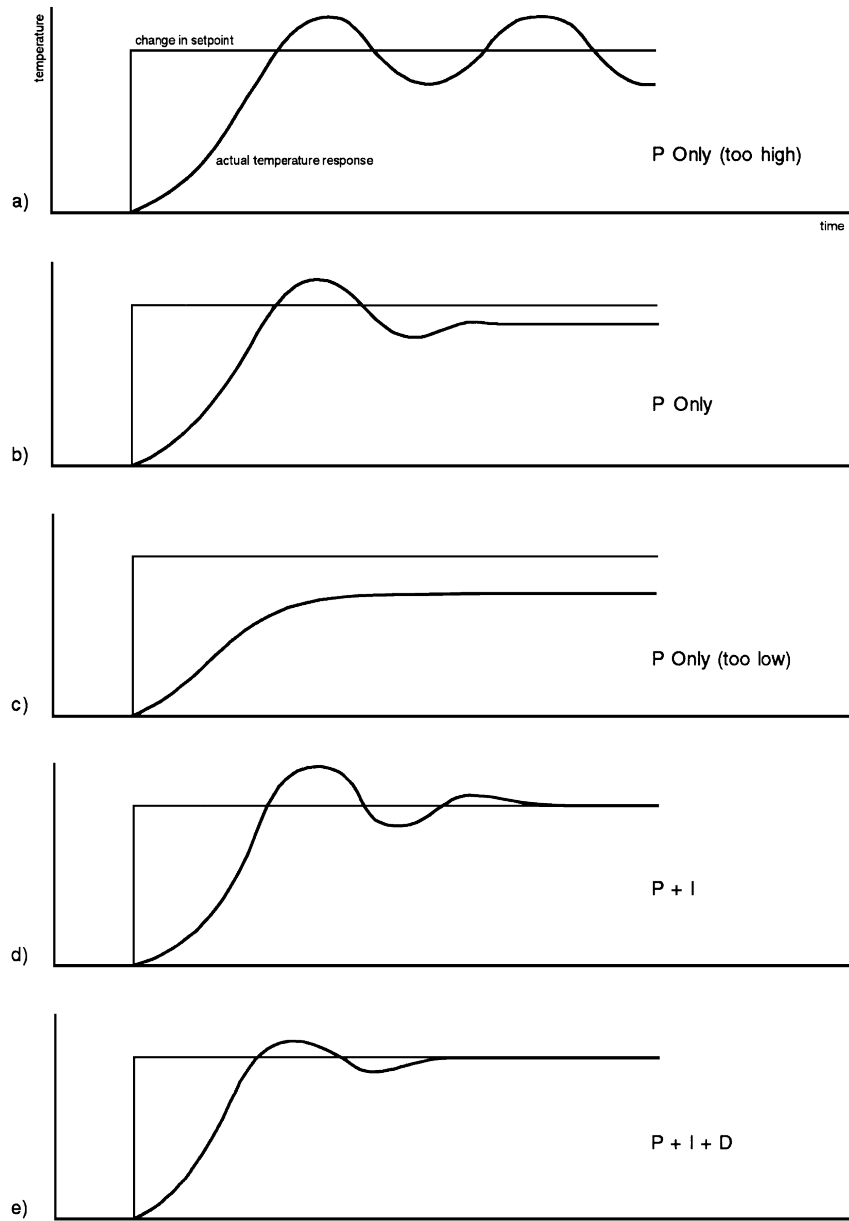 temperature
change in setpoint
actual temperature response
P Only (too high)
a)
time
P Only
b)
P Only (too low)
c)
P + I
d)
P + I + D
e)